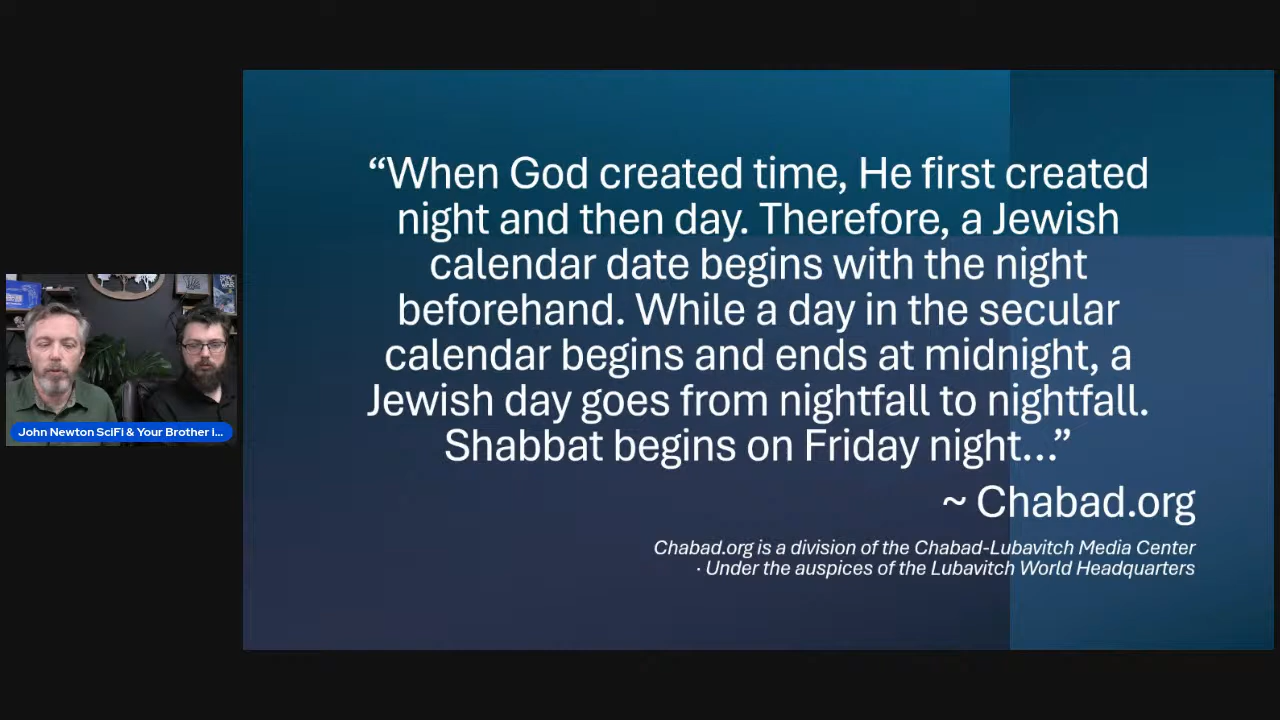 “When God created time, He first created
night and then day. Therefore, a Jewish
calendar date begins with the night
beforehand. While a day in the secular
calendar begins and ends at midnight, a
Jewish day goes from nightfall to nightfall.
Shabbat begins on Friday night...”
~ Chabad.org
Chabad.org is a division of the Chabad-Lubavitch Media Center
· Under the auspices of the Lubavitch World Headquarters
John Newton SciFi & Your Brother i...